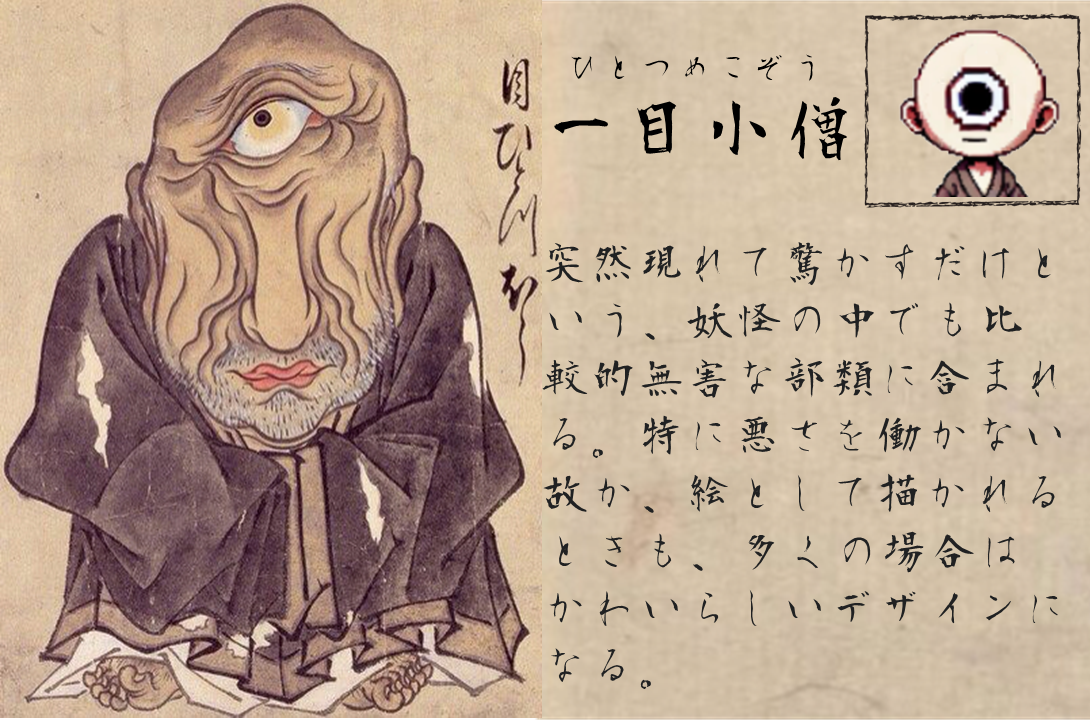 目ひとつ坊
ひとつめこぞう
一目小僧
突然現れて驚かすだけと
いう、妖怪の中でも比
較的無害な部類に含まれ
る。特に悪さを働かない
故か、絵として描かれる
ときも、多くの場合は
かわいらしいデザインに
なる。